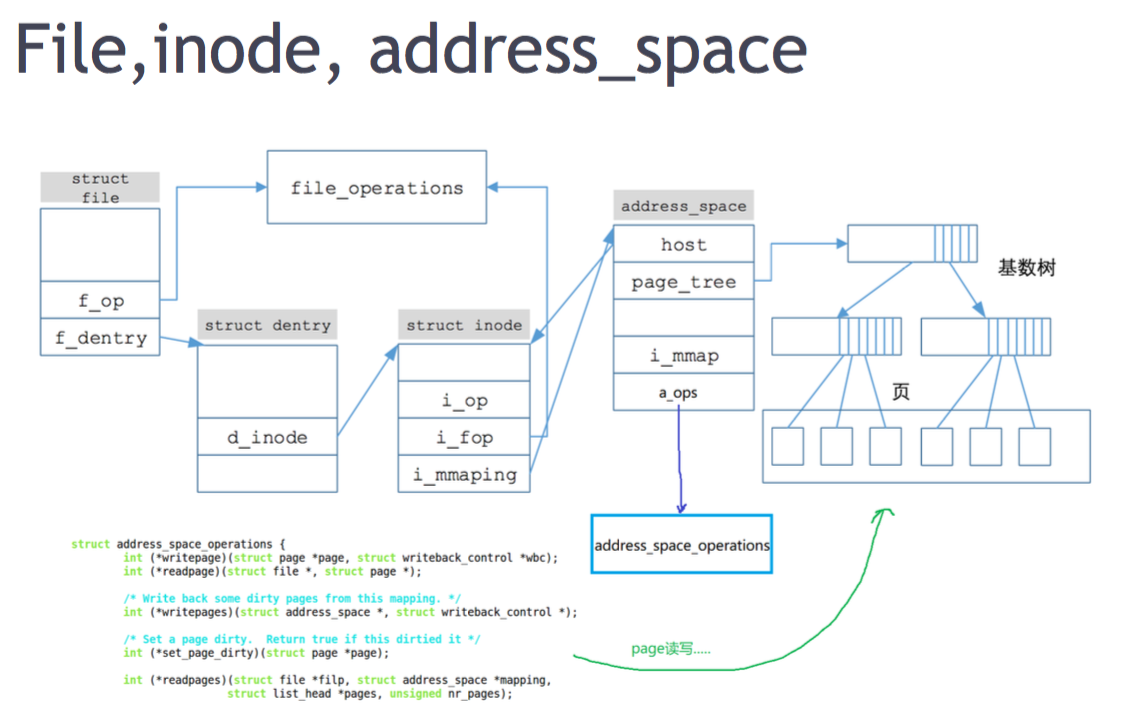 File,inode, address_space
struct
file
f_op
f_dentry
file_operations
struct dentry
d_inode
struct inode
i_op
i_fop
i_mmaping
address_space
host
page_tree
i_mmap
a_ops
基数树
页
address_space_operations
struct address_space_operations {
int (*writepage)(struct page *page, struct writeback_control *wbc);
int (*readpage)(struct file *, struct page *);
/* Write back some dirty pages from this mapping. */
int (*writepages)(struct address_space *, struct writeback_control *);
/* Set a page dirty.  Return true if this dirtied it */
int (*set_page_dirty)(struct page *page);
int (*readpages)(struct file *filp, struct address_space *mapping,
struct list_head *pages, unsigned nr_pages);
page读写.....